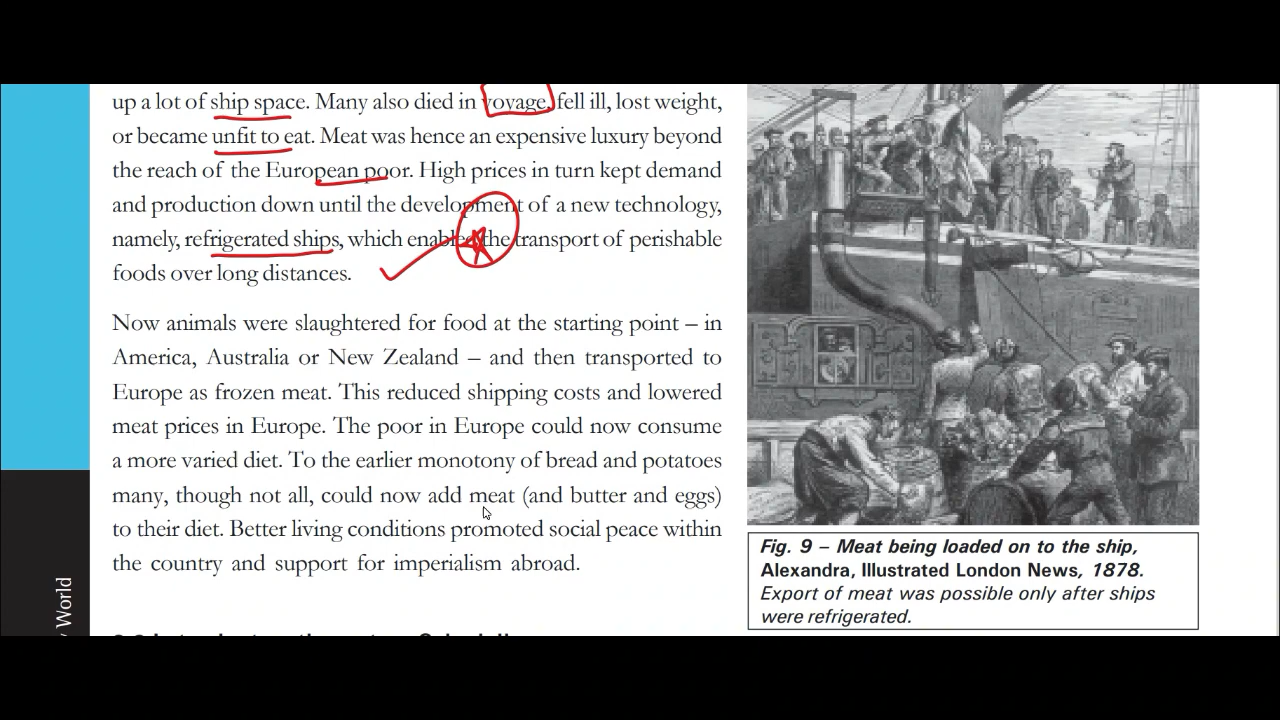 up a lot of ship space. Many also died in voyage, fell ill, lost weight,
or became unfit to eat. Meat was hence an expensive luxury beyond
the reach of the European poor. High prices in turn kept demand
and production down until the development of a new technology,
namely, refrigerated ships, which enabled the transport of perishable
foods over long distances.
Now animals were slaughtered for food at the starting point – in
America, Australia or New Zealand – and then transported to
Europe as frozen meat. This reduced shipping costs and lowered
meat prices in Europe. The poor in Europe could now consume
a more varied diet. To the earlier monotony of bread and potatoes
many, though not all, could now add meat (and butter and eggs)
to their diet. Better living conditions promoted social peace within
the country and support for imperialism abroad.
Fig. 9 – Meat being loaded on to the ship,
Alexandra, Illustrated London News, 1878.
Export of meat was possible only after ships
were refrigerated.
World